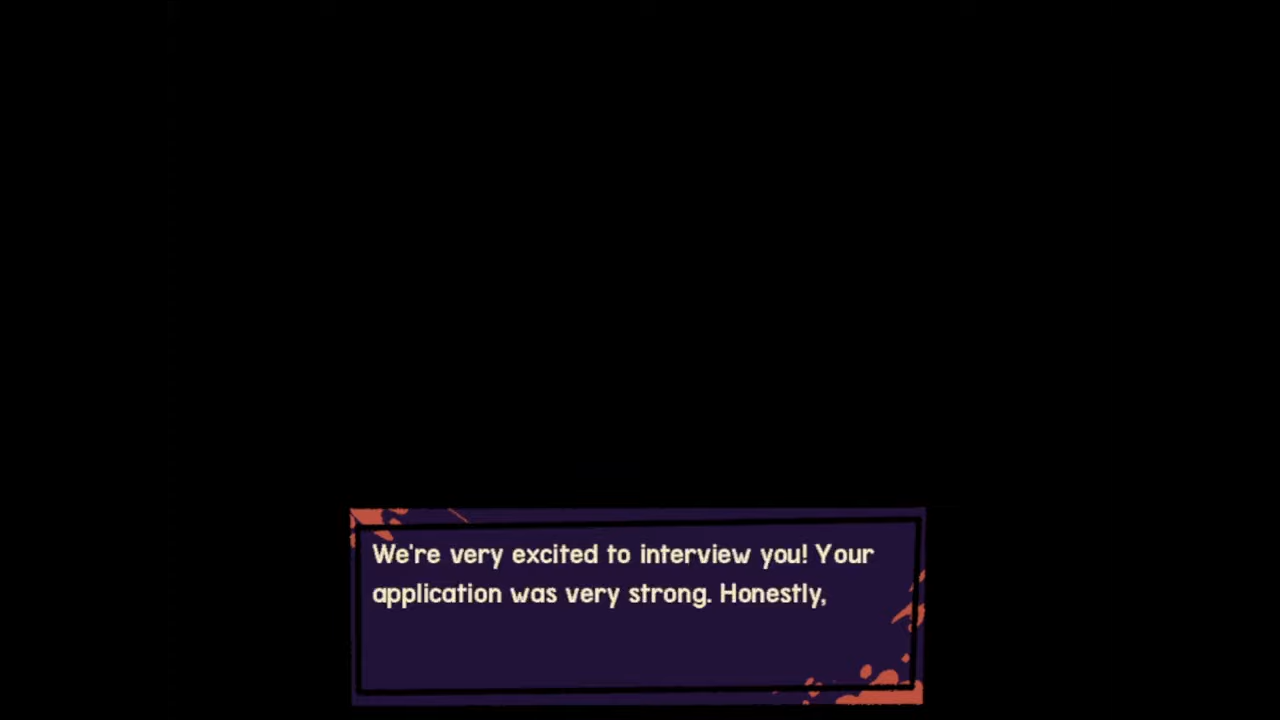 We're very excited to interview you! Your
application was very strong. Honestly,